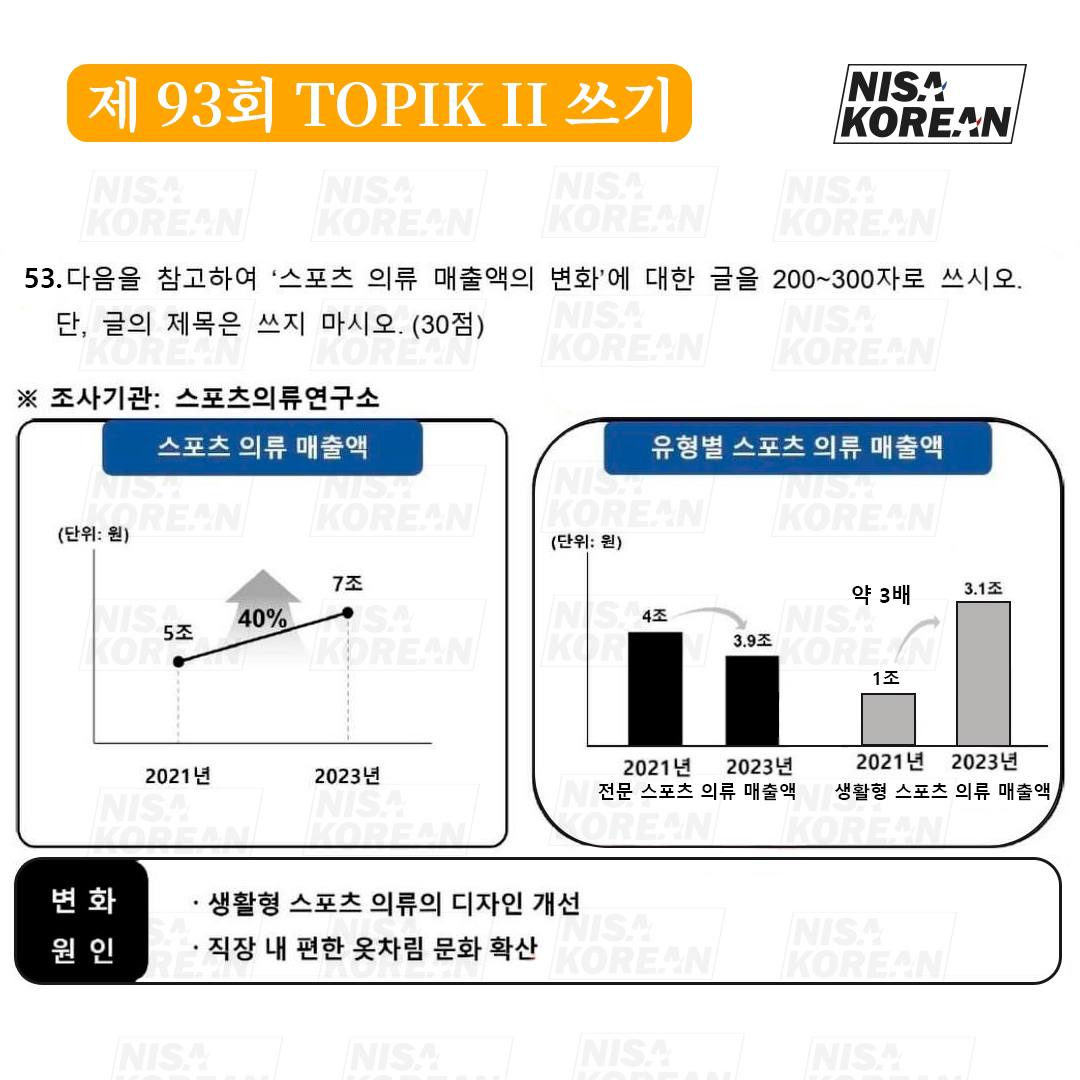 제 93회 TOPIK II 쓰기
NISA
KOREAN
53. 다음을 참고하여 ‘스포츠 의류 매출액의 변화’에 대한 글을 200~300자로 쓰시오.
단, 글의 제목은 쓰지 마시오. (30점)
※ 조사기관: 스포츠의류연구소
스포츠 의류 매출액
(단위: 원)
7조
40%
5조
2021년 2023년
유형별 스포츠 의류 매출액
(단위: 원)
약 3배 3.1조
4조
3.9조
1조
2021년 2023년 2021년 2023년
전문 스포츠 의류 매출액 생활형 스포츠 의류 매출액
변화
원인
· 생활형 스포츠 의류의 디자인 개선
· 직장 내 편한 옷차림 문화 확산